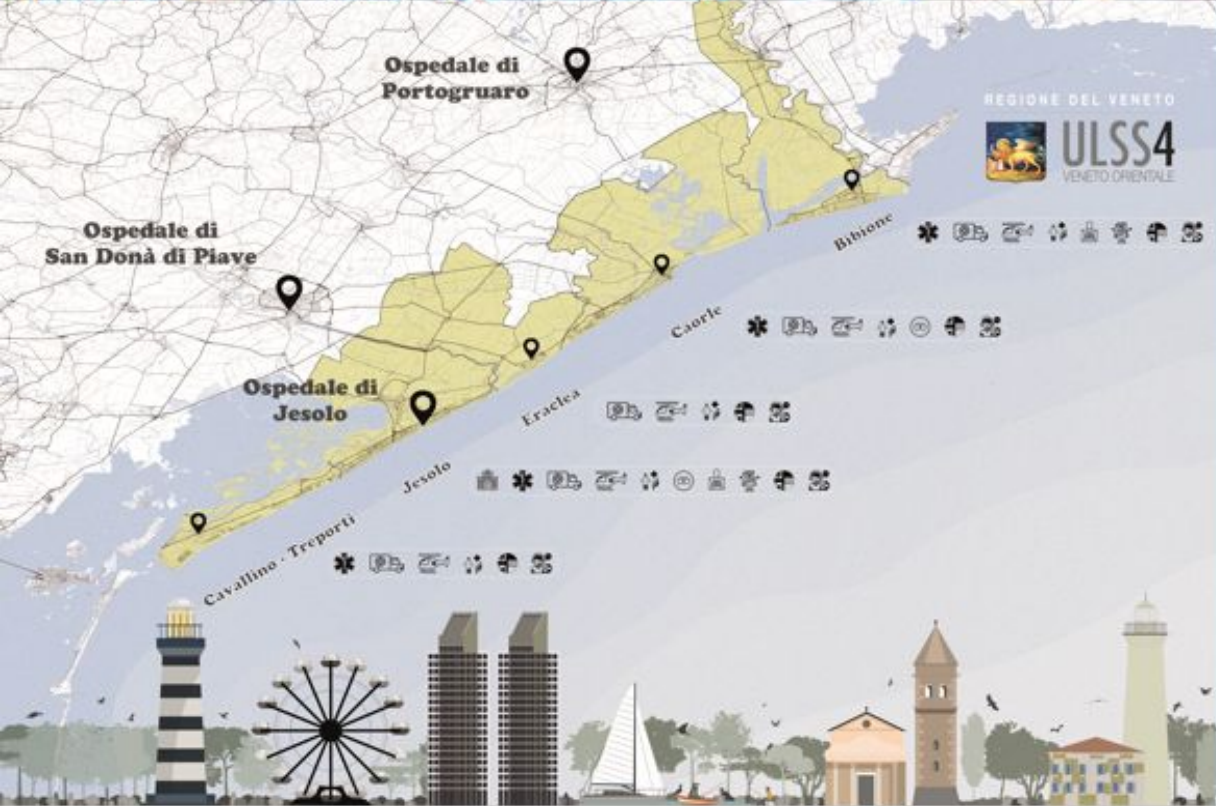 Ospedale di
Portogruaro
REGIONE DEL VENETO
ULSS4
VENETO ORIENTALE
Ospedale di
San Donà di Piave
Bibione
Caorle
Ospedale di
Jesolo
Eraclea
Jesolo
Cavallino - Treporti